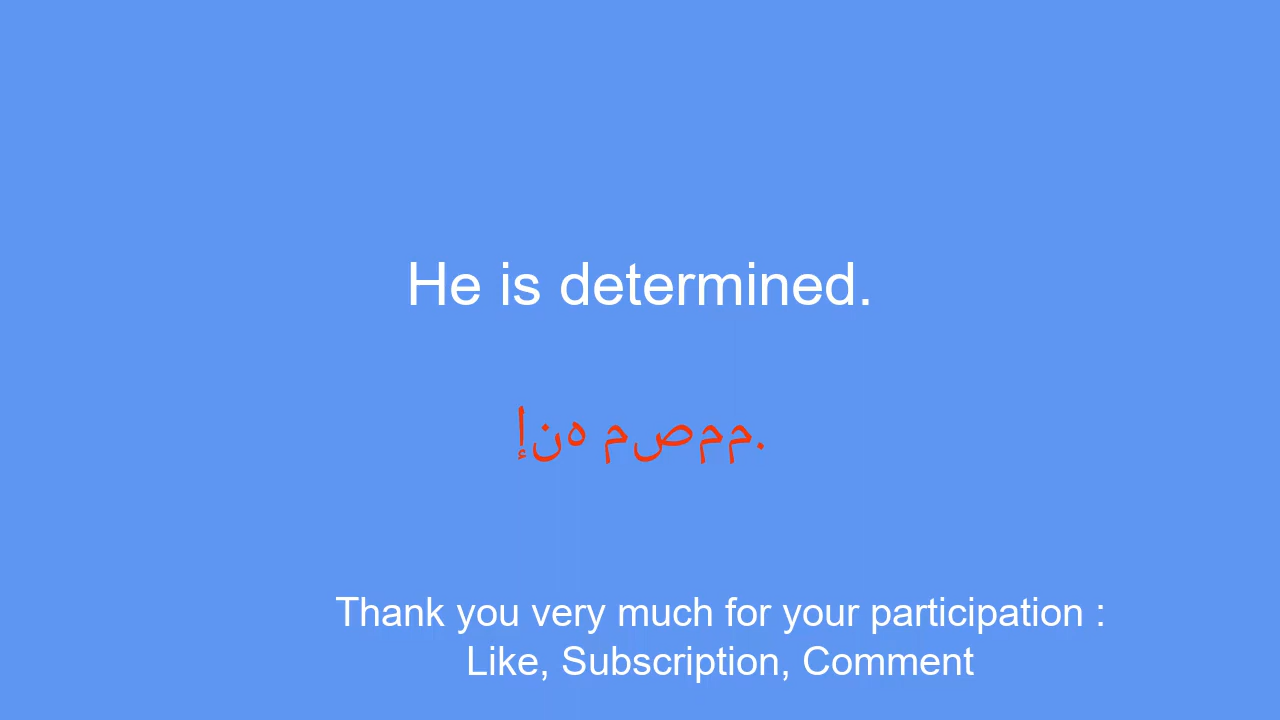 He is determined.
إنه مصمم.
Thank you very much for your participation :
Like, Subscription, Comment